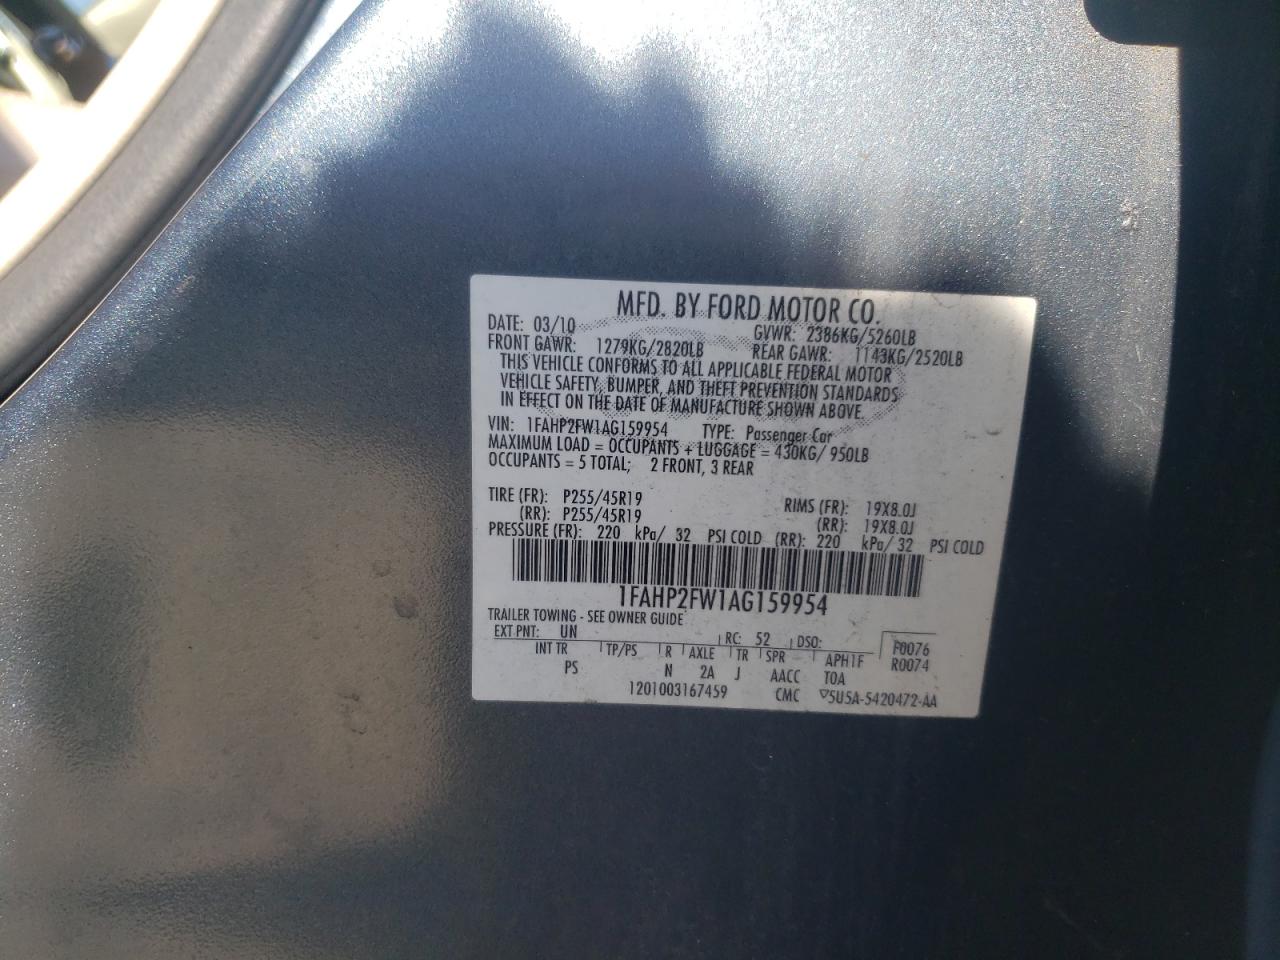 MFD. BY FORD MOTOR CO.
DATE: 03/10 GVWR: 2386KG/5260LB
FRONT GAWR: 1279KG/2820LB REAR GAWR: 1143KG/2520LB
THIS VEHICLE CONFORMS TO ALL APPLICABLE FEDERAL MOTOR
VEHICLE SAFETY, BUMPER, AND THEFT PREVENTION STANDARDS
IN EFFECT ON THE DATE OF MANUFACTURE SHOWN ABOVE.
VIN: 1FAHP2FW1AG159954 TYPE: Passenger Car
MAXIMUM LOAD = OCCUPANTS + LUGGAGE = 430KG/ 950LB
OCCUPANTS = 5 TOTAL; 2 FRONT, 3 REAR
TIRE (FR): P255/45R19 RIMS (FR): 19X8.0J
(RR): P255/45R19 (RR): 19X8.0J
PRESSURE (FR): 220 kPa/ 32 PSI COLD (RR): 220 kPa/ 32 PSI COLD
1FAHP2FW1AG159954
TRAILER TOWING - SEE OWNER GUIDE
EXT PNT: UN RC: 52 DSO: F0076
INT TR TP/PS R AXLE TR SPR APH1F R0074
PS N 2A J AACC TOA
1201003167459 CMC ▽5U5A-5420472-AA